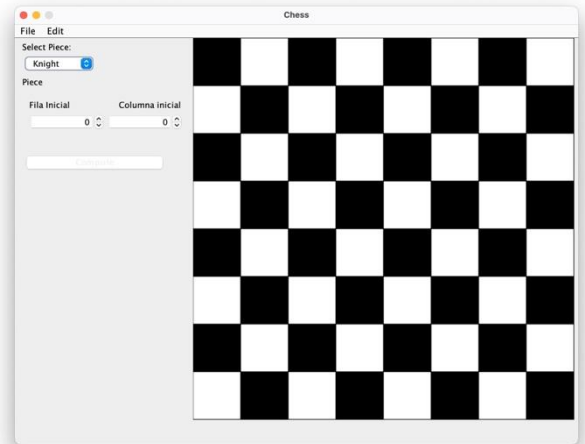 Chess
File Edit
Select Piece:
Knight
Piece
Fila Inicial Columna inicial
0 0